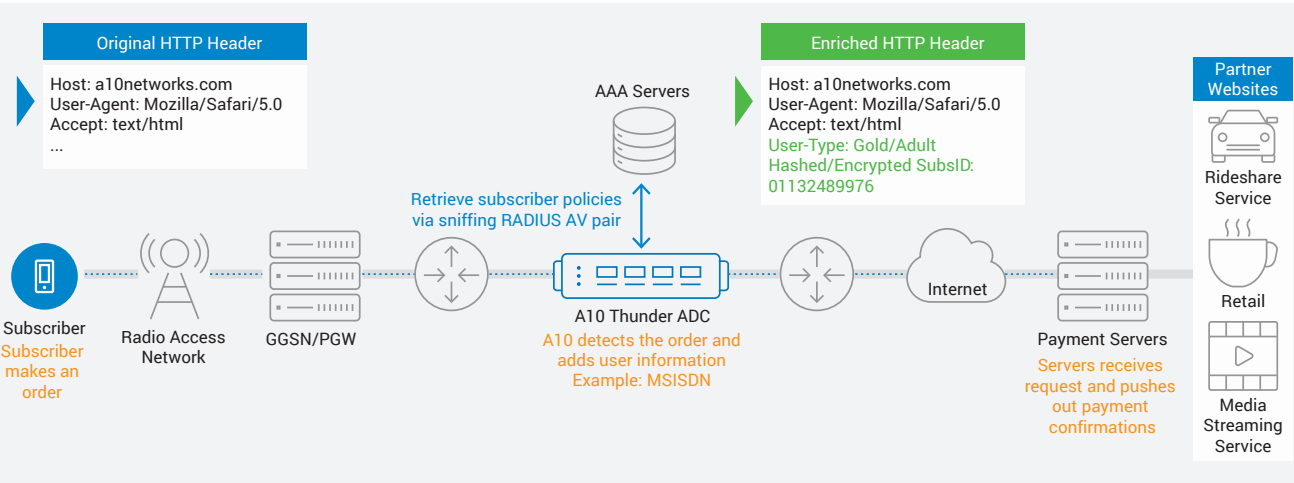 Original HTTP Header
Host: a10networks.com
User-Agent: Mozilla/Safari/5.0
Accept: text/html
...
AAA Servers
Enriched HTTP Header
Host: a10networks.com
User-Agent: Mozilla/Safari/5.0
Accept: text/html
User-Type: Gold/Adult
Hashed/Encrypted SubsID:
01132489976
Partner
Websites
Rideshare
Service
Retail
Media
Streaming
Service
Retrieve subscriber policies
via sniffing RADIUS AV pair
Subscriber
Subscriber
makes an
order
Radio Access
Network
GGSN/PGW
A10 Thunder ADC
A10 detects the order and
adds user information
Example: MSISDN
Internet
Payment Servers
Servers receives
request and pushes
out payment
confirmations